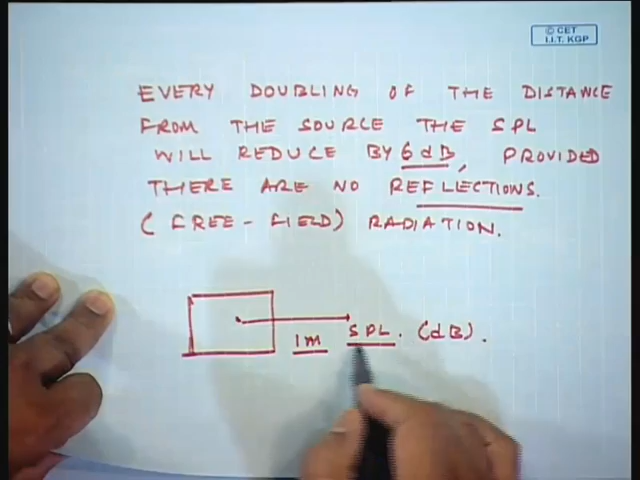 © CET
I.I.T. KGP
EVERY DOUBLING OF THE DISTANCE
FROM THE SOURCE THE SPL
WILL REDUCE BY 6 dB, PROVIDED
THERE ARE NO REFLECTIONS.
(FREE-FIELD) RADIATION.
1m SPL. (dB).